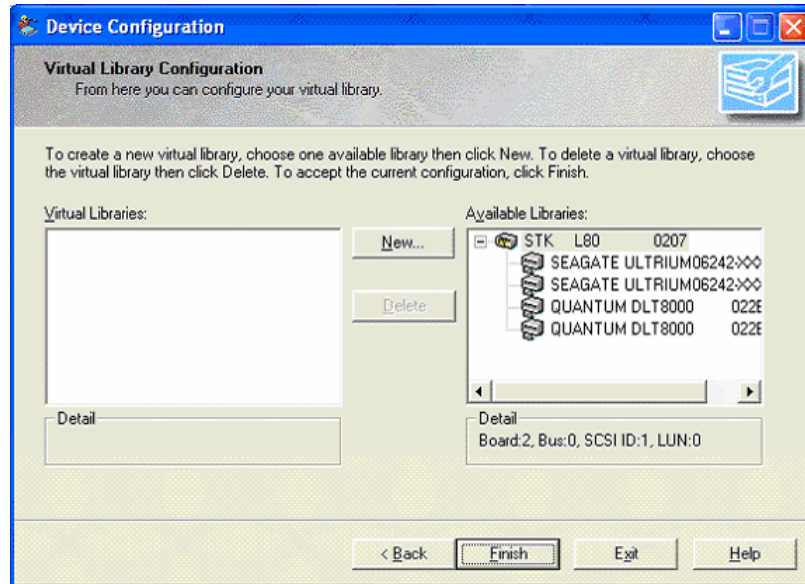 Device Configuration
Virtual Library Configuration
From here you can configure your virtual library.
To create a new virtual library, choose one available library then click New. To delete a virtual library, choose
the virtual library then click Delete. To accept the current configuration, click Finish.
Virtual Libraries:
Available Libraries:
New...
Delete
STK L80 0207
SEAGATE ULTRIUM06242-XXX
SEAGATE ULTRIUM06242-XXX
QUANTUM DLT8000 022E
QUANTUM DLT8000 022E
Detail
Detail
Board:2, Bus:0, SCSI ID:1, LUN:0
< Back
Finish
Exit
Help